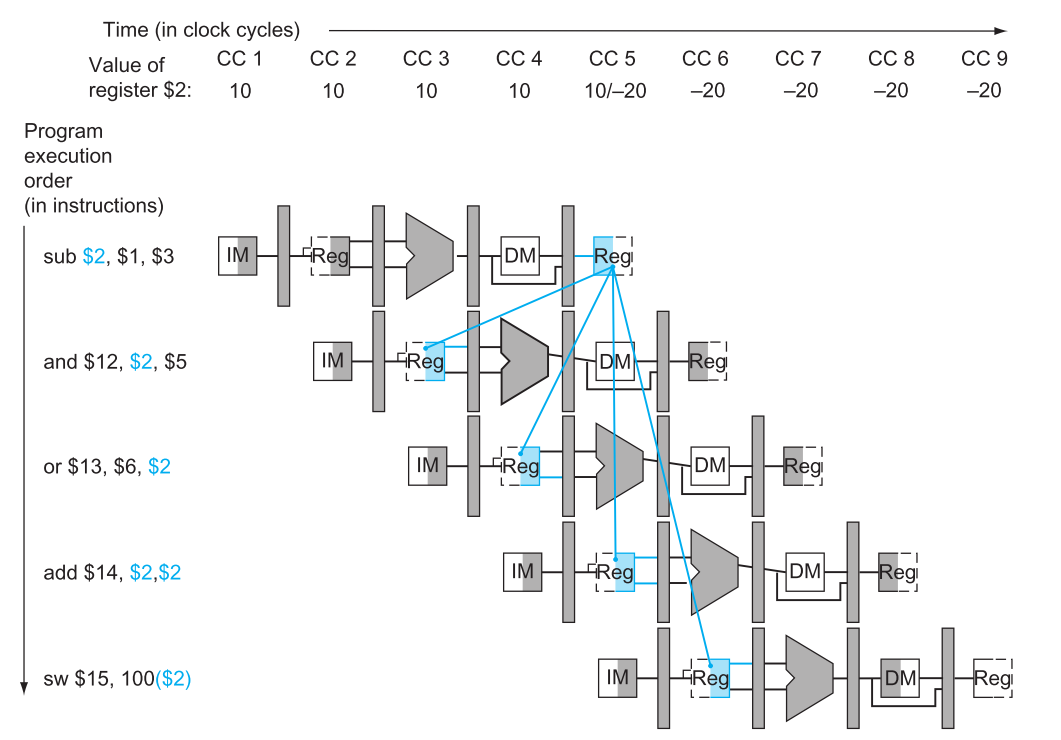 Time (in clock cycles)
CC 1 CC 2 CC 3 CC 4 CC 5 CC 6 CC 7 CC 8 CC 9
Value of
register $2: 10 10 10 10 10/–20 –20 –20 –20 –20
Program
execution
order
(in instructions)
sub $2, $1, $3 IM Reg DM Reg
and $12, $2, $5 IM Reg DM Reg
or $13, $6, $2 IM Reg DM Reg
add $14, $2,$2 IM Reg DM Reg
sw $15, 100($2) IM Reg DM Reg